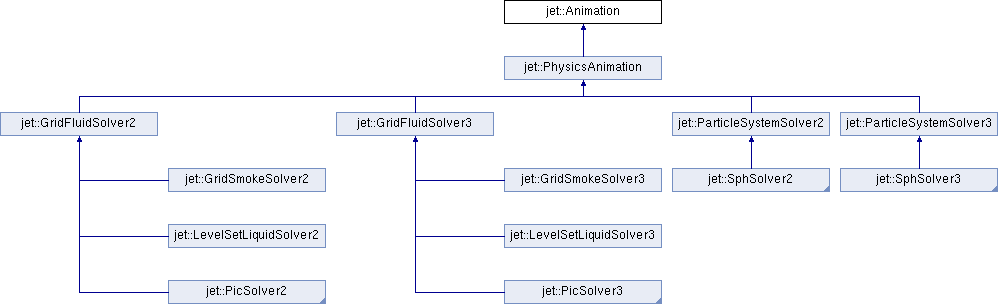 jet::Animation
jet::PhysicsAnimation
jet::GridFluidSolver2
jet::GridFluidSolver3
jet::ParticleSystemSolver2
jet::ParticleSystemSolver3
jet::GridSmokeSolver2
jet::GridSmokeSolver3
jet::SphSolver2
jet::SphSolver3
jet::LevelSetLiquidSolver2
jet::LevelSetLiquidSolver3
jet::PicSolver2
jet::PicSolver3